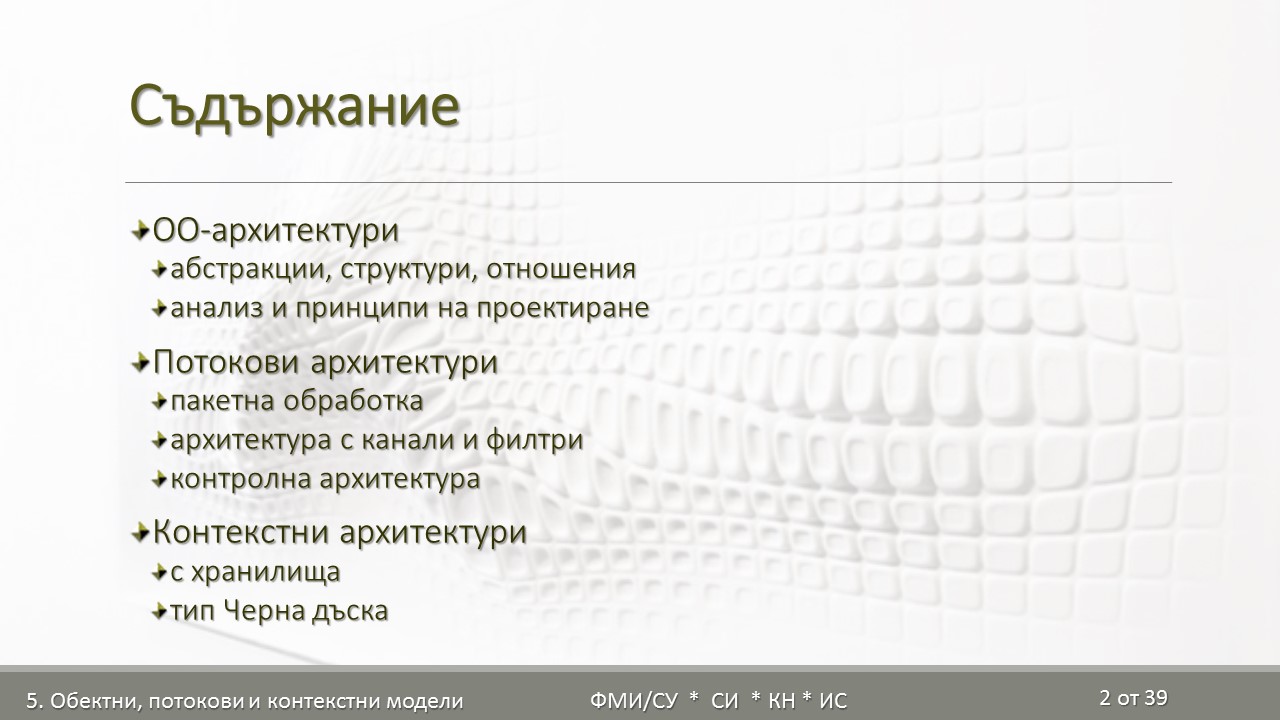 Съдържание
ОО-архитектури
абстракции, структури, отношения
анализ и принципи на проектиране
Потокови архитектури
пакетна обработка
архитектура с канали и филтри
контролна архитектура
Контекстни архитектури
с хранилища
тип Черна дъска
5. Обектни, потокови и контекстни модели
ФМИ/СУ * СИ * КН * ИС
2 от 39